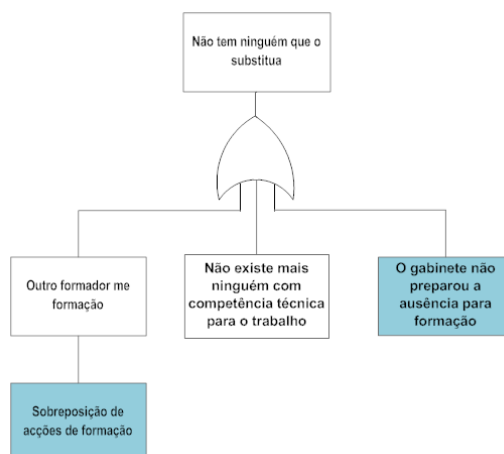 Não tem ninguém que o
substitua
Outro formador me
formação
Não existe mais
ninguém com
competência técnica
para o trabalho
O gabinete não
preparou a
ausência para
formação
Sobreposição de
acções de formação